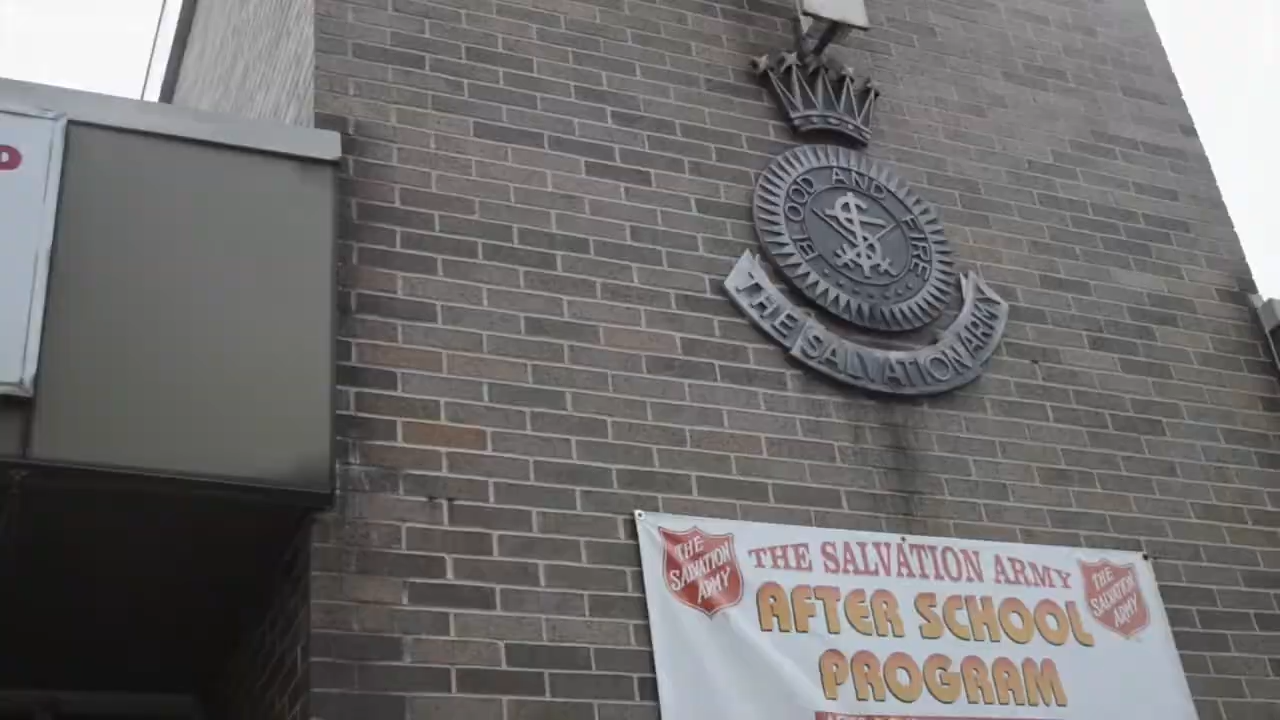 D
BLOOD AND FIRE
S
THE SALVATION ARMY
THE SALVATION ARMY
AFTER SCHOOL
PROGRAM
THE
SALVATION
ARMY
THE
SALVATION
ARMY